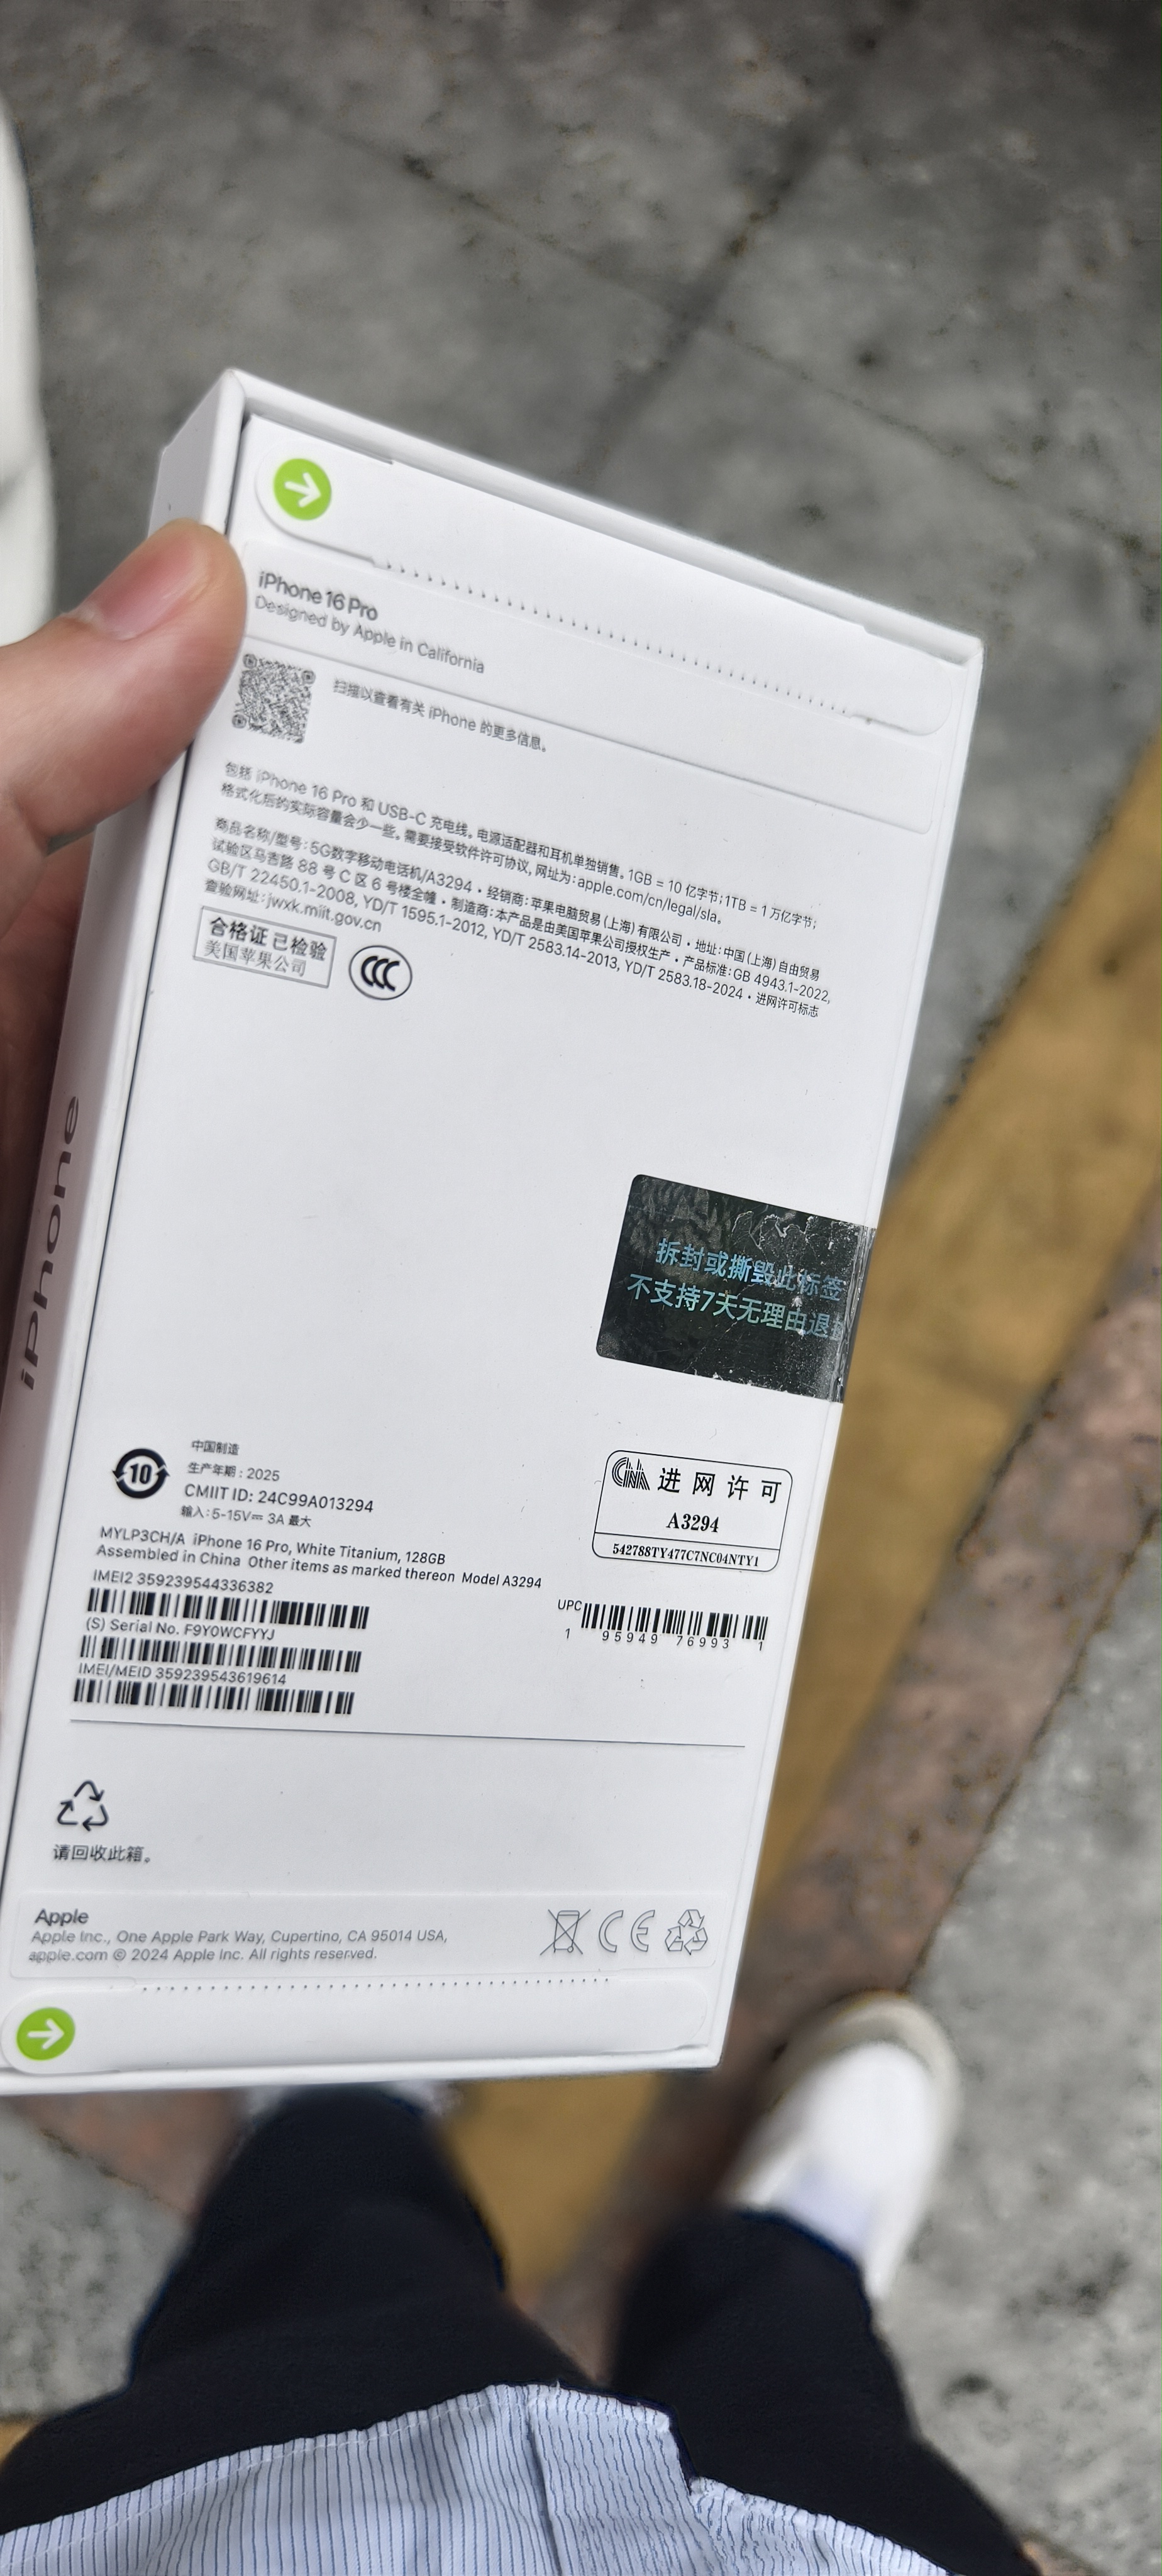 iPhone 16 Pro
Designed by Apple in California
扫描以查看有关 iPhone 的更多信息。
包括 iPhone 16 Pro 和 USB-C 充电线。电源适配器和耳机单独销售。1GB = 10 亿字节；1TB = 1 万亿字节；
格式化后的实际容量会少一些。需要接受软件许可协议，网址为：apple.com/cn/legal/sla。
商品名称/型号：5G数字移动电话机/A3294・经销商：苹果电脑贸易（上海）有限公司・地址：中国（上海）自由贸易
试验区马吉路 88 号 C 区 6 号楼全幢・制造商：本产品是由美国苹果公司授权生产・产品标准：GB 4943.1-2022,
GB/T 22450.1-2008, YD/T 1595.1-2012, YD/T 2583.14-2013, YD/T 2583.18-2024・进网许可标志
查验网址：jwxk.miit.gov.cn
合格证 已检验
美国苹果公司
CCC
iPhone
拆封或撕毁此标签
不支持7天无理由退
10
中国制造
生产年期：2025
CMIIT ID: 24C99A013294
输入：5-15V⎓ 3A 最大
进网许可
A3294
542788TY477C7NC04NTY1
MYLP3CH/A iPhone 16 Pro, White Titanium, 128GB
Assembled in China Other items as marked thereon Model A3294
IMEI2 359239544336382
(S) Serial No. F9Y0WCFYYJ
IMEI/MEID 359239543619614
UPC
1 95949 76993 1
请回收此箱。
Apple
Apple Inc., One Apple Park Way, Cupertino, CA 95014 USA,
apple.com © 2024 Apple Inc. All rights reserved.
CE